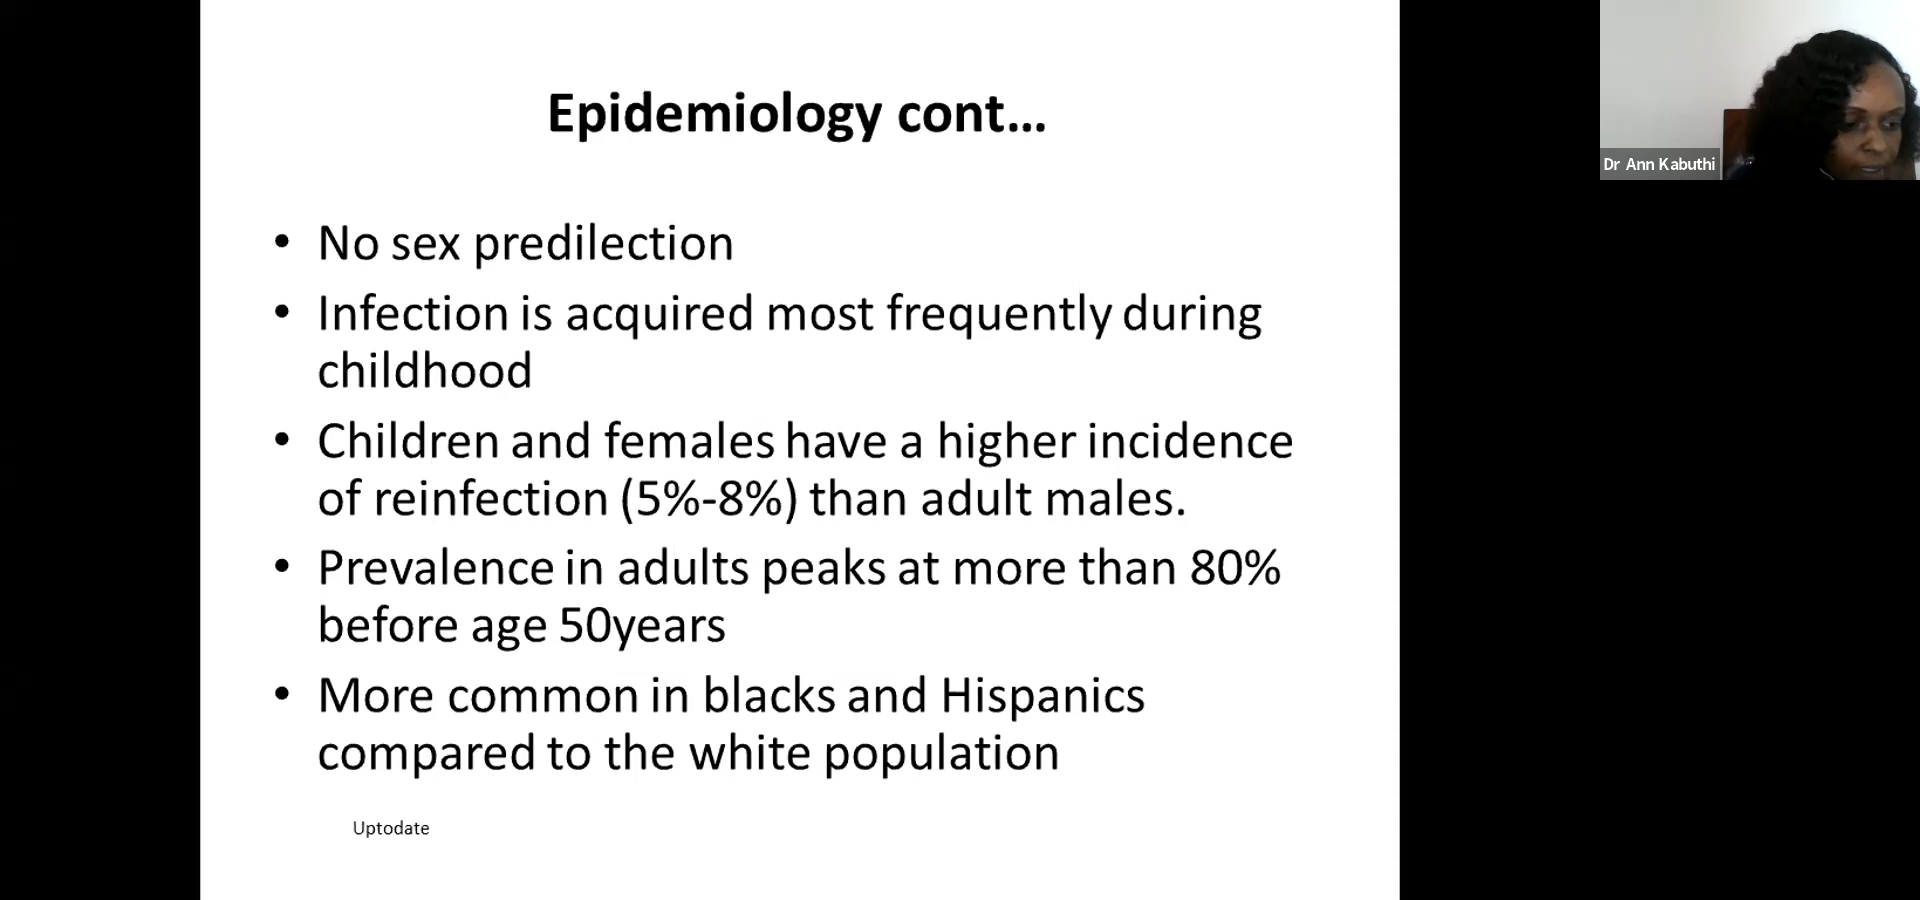 Epidemiology cont...
• No sex predilection
• Infection is acquired most frequently during
childhood
• Children and females have a higher incidence
of reinfection (5%-8%) than adult males.
• Prevalence in adults peaks at more than 80%
before age 50years
• More common in blacks and Hispanics
compared to the white population
Uptodate
Dr Ann Kabuthi